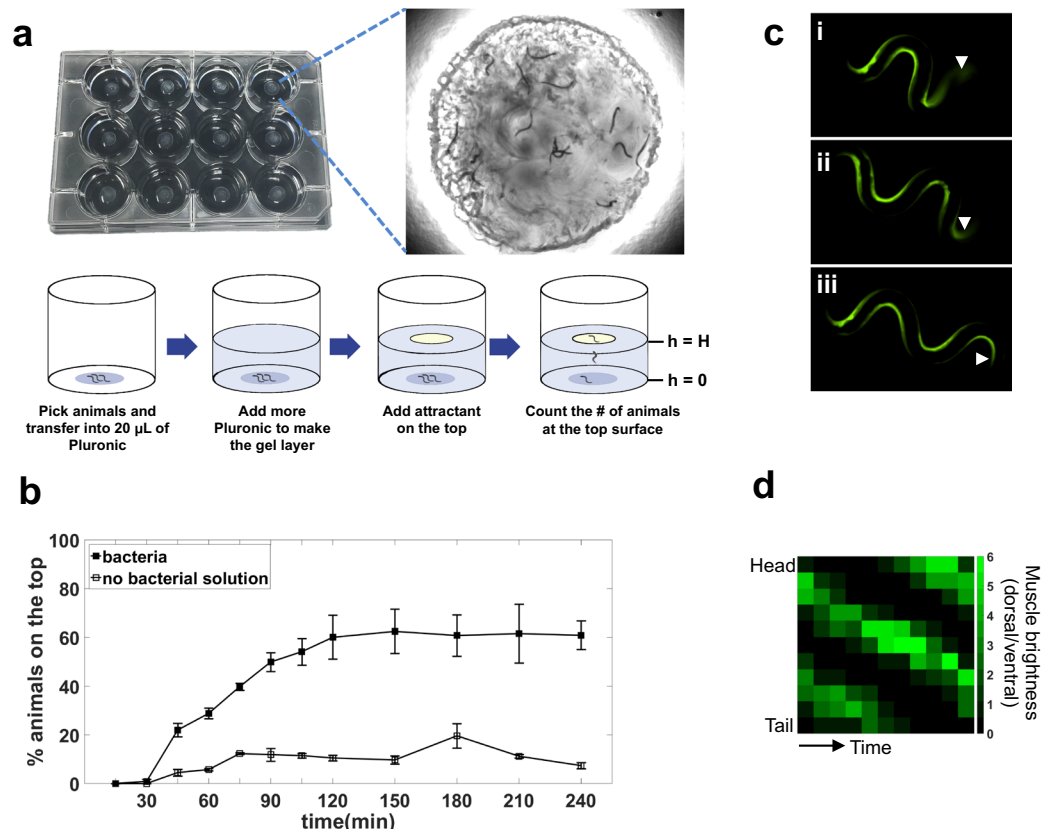 a
Pick animals and
transfer into 20 µL of
Pluronic
Add more
Pluronic to make
the gel layer
Add attractant
on the top
Count the # of animals
at the top surface
h = H
h = 0
b
% animals on the top
100
80
60
40
20
0
bacteria
no bacterial solution
30
60
90
120
150
180
210
240
time(min)
c
i
ii
iii
d
Head
Tail
Time
6
5
4
3
2
1
0
Muscle brightness
(dorsal/ventral)